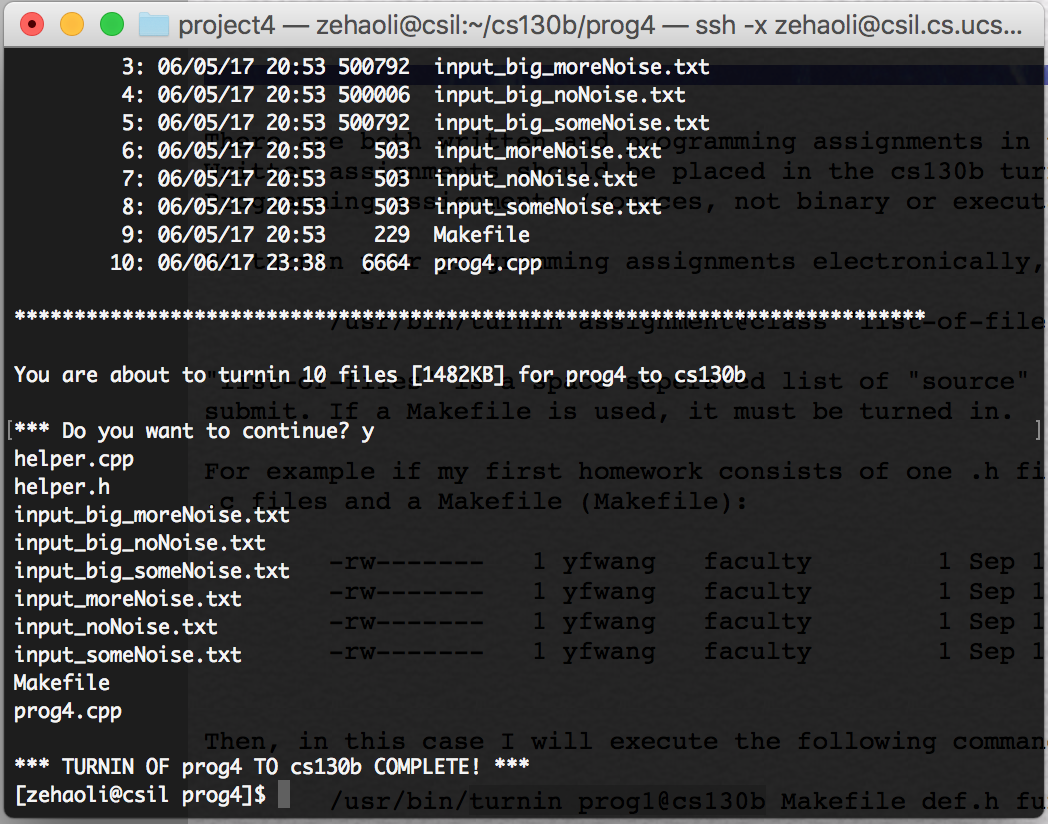 project4 — zehaoli@csil:~/cs130b/prog4 — ssh -x zehaoli@csil.cs.ucs...
3: 06/05/17 20:53 500792 input_big_moreNoise.txt
4: 06/05/17 20:53 500006 input_big_noNoise.txt
5: 06/05/17 20:53 500792 input_big_someNoise.txt
6: 06/05/17 20:53 503 input_moreNoise.txt
7: 06/05/17 20:53 503 input_noNoise.txt
8: 06/05/17 20:53 503 input_someNoise.txt
9: 06/05/17 20:53 229 Makefile
10: 06/06/17 23:38 6664 prog4.cpp
****************************************************************************
You are about to turnin 10 files [1482KB] for prog4 to cs130b
[*** Do you want to continue? y ]
helper.cpp
helper.h
input_big_moreNoise.txt
input_big_noNoise.txt
input_big_someNoise.txt
input_moreNoise.txt
input_noNoise.txt
input_someNoise.txt
Makefile
prog4.cpp
*** TURNIN OF prog4 TO cs130b COMPLETE! ***
[zehaoli@csil prog4]$
There are both written and programming assignments in
assignments should be placed in the cs130b tur
assignments sources, not binary or execut
programming assignments electronically,
/usr/bin/turnin assignment@class list-of-file
"list-of-files" is a space separated list of "source"
submit. If a Makefile is used, it must be turned in.
For example if my first homework consists of one .h fi
.c files and a Makefile (Makefile):
-rw------- 1 yfwang faculty 1 Sep 1
-rw------- 1 yfwang faculty 1 Sep 1
-rw------- 1 yfwang faculty 1 Sep 1
-rw------- 1 yfwang faculty 1 Sep 1
Then, in this case I will execute the following comman
/usr/bin/turnin prog1@cs130b Makefile def.h fu